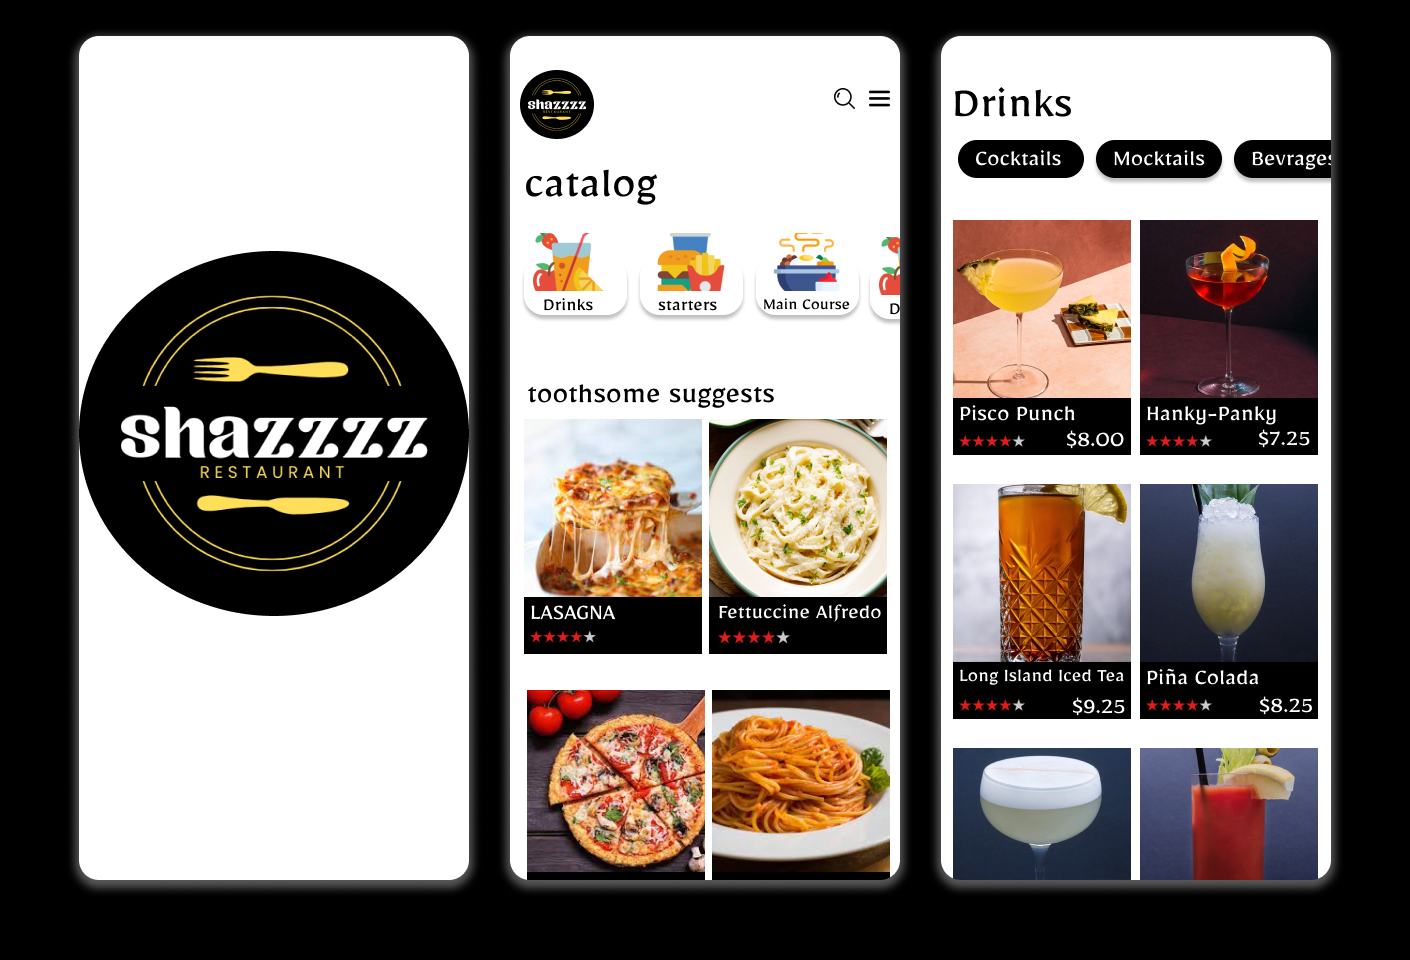 shazzzz
RESTAURANT
shazzzz
RESTAURANT
catalog
Drinks
starters
Main Course
D
toothsome suggests
LASAGNA
Fettuccine Alfredo
Drinks
Cocktails
Mocktails
Bevrages
Pisco Punch
$8.00
Hanky-Panky
$7.25
Long Island Iced Tea
$9.25
Piña Colada
$8.25